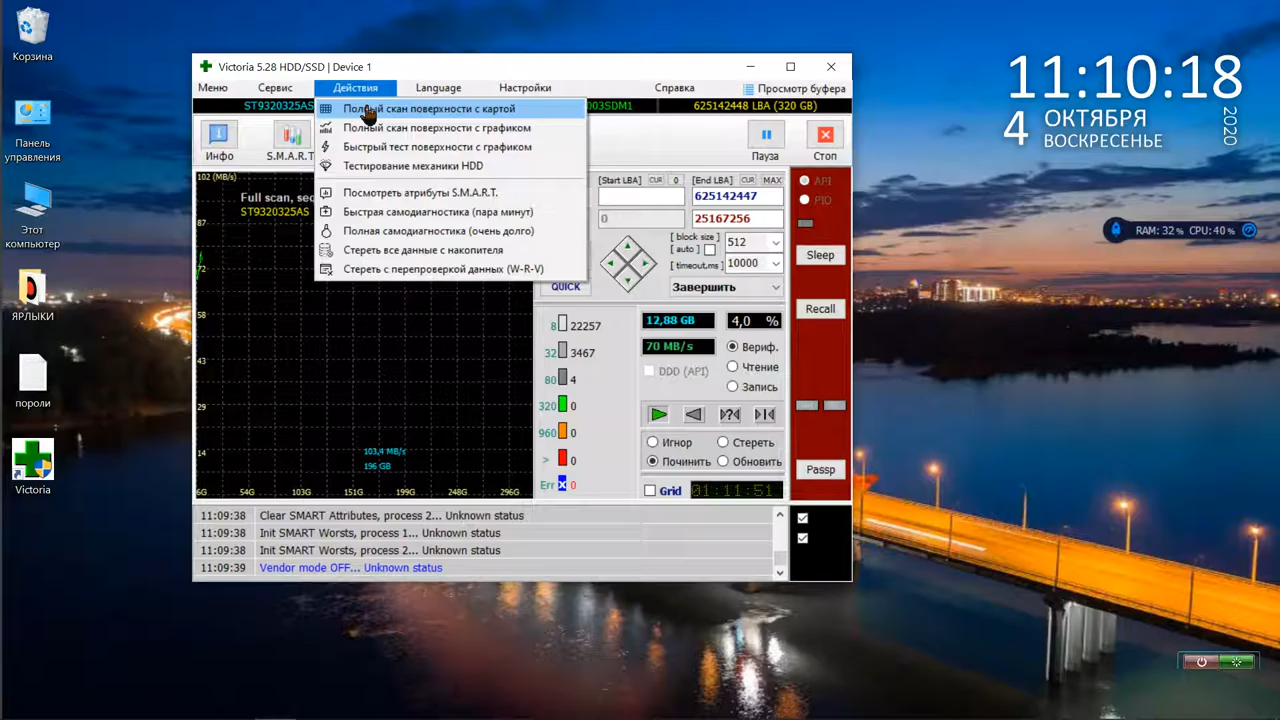 Корзина
Панель
управления
Этот
компьютер
ЯРЛЫКИ
пороли
Victoria
Victoria 5.28 HDD/SSD | Device 1
Меню Сервис Действия Language Настройки Справка Просмотр буфера
ST9320325AS 003SDM1 625142448 LBA (320 GB)
Полный скан поверхности с картой
Полный скан поверхности с графиком
Быстрый тест поверхности с графиком
Тестирование механики HDD
Посмотреть атрибуты S.M.A.R.T.
Быстрая самодиагностика (пара минут)
Полная самодиагностика (очень долго)
Стереть все данные с накопителя
Стереть с перепроверкой данных (W-R-V)
Инфо S.M.A.R.T Пауза Стоп
102 (MB/s)
Full scan, seq
ST9320325AS
87
72
58
43
29
14
103,4 MB/s
196 GB
6G 54G 103G 151G 199G 248G 296G
[Start LBA] CUR 0 [End LBA] CUR MAX
625142447
0 25167256
[ block size ] 512
[ auto ]
[ timeout,ms ] 10000
QUICK Завершить
8 22257
32 3467
80 4
320 0
960 0
> 0
Err x 0
12,88 GB 4,0 %
70 MB/s Вериф.
DDD (API) Чтение
Запись
Игнор Стереть
Починить Обновить
Grid 01:11:51
API
PIO
Sleep
Recall
Passp
11:09:38 Clear SMART Attributes, process 2... Unknown status
11:09:38 Init SMART Worsts, process 1... Unknown status
11:09:38 Init SMART Worsts, process 2... Unknown status
11:09:39 Vendor mode OFF... Unknown status
11:10:18
4 ОКТЯБРЯ
ВОСКРЕСЕНЬЕ
2020
RAM: 32 % CPU: 40 %